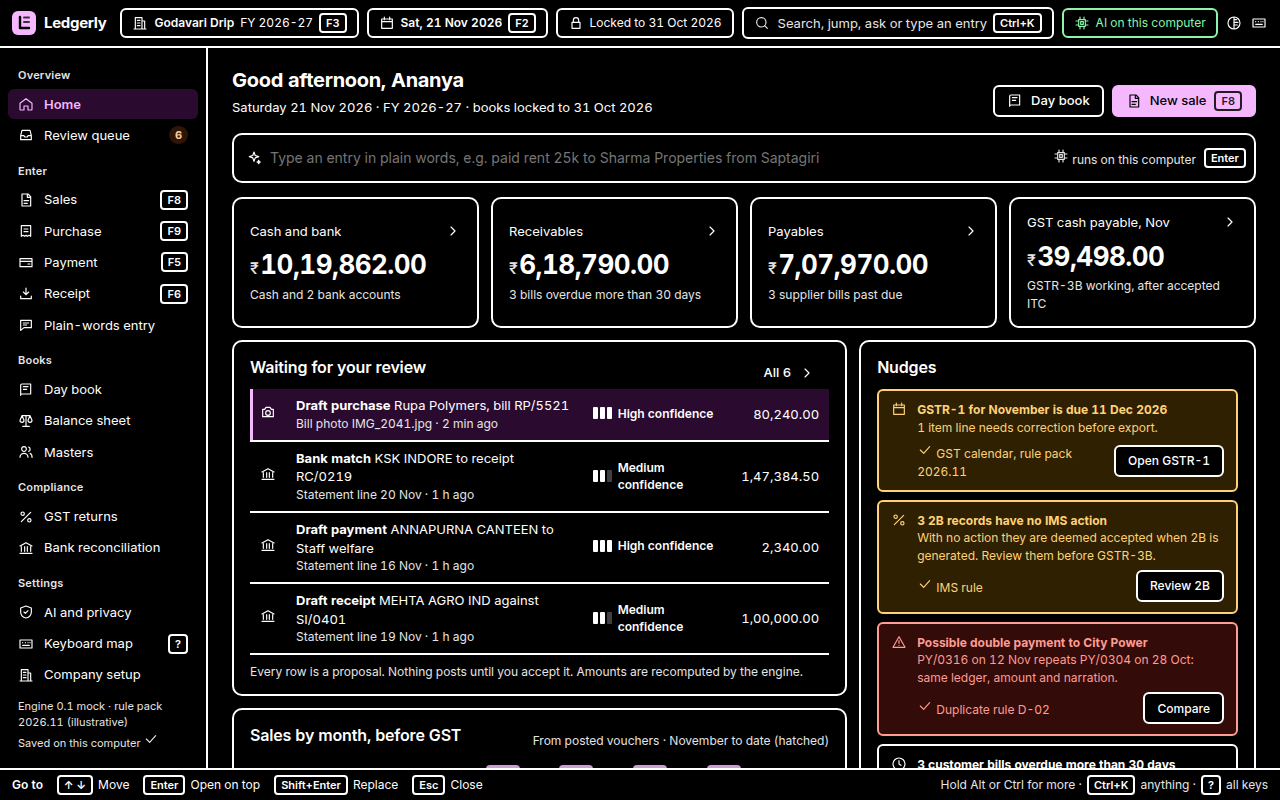 Ledgerly
Godavari Drip FY 2026-27 F3
Sat, 21 Nov 2026 F2
Locked to 31 Oct 2026
Search, jump, ask or type an entry Ctrl+K
AI on this computer
Overview
Home
Review queue 6
Enter
Sales F8
Purchase F9
Payment F5
Receipt F6
Plain-words entry
Books
Day book
Balance sheet
Masters
Compliance
GST returns
Bank reconciliation
Settings
AI and privacy
Keyboard map ?
Company setup
Engine 0.1 mock · rule pack
2026.11 (illustrative)
Saved on this computer
Good afternoon, Ananya
Saturday 21 Nov 2026 · FY 2026-27 · books locked to 31 Oct 2026
Day book
New sale F8
Type an entry in plain words, e.g. paid rent 25k to Sharma Properties from Saptagiri
runs on this computer Enter
Cash and bank
₹10,19,862.00
Cash and 2 bank accounts
Receivables
₹6,18,790.00
3 bills overdue more than 30 days
Payables
₹7,07,970.00
3 supplier bills past due
GST cash payable, Nov
₹39,498.00
GSTR-3B working, after accepted
ITC
Waiting for your review
All 6
Draft purchase Rupa Polymers, bill RP/5521
Bill photo IMG_2041.jpg · 2 min ago
High confidence
80,240.00
Bank match KSK INDORE to receipt
RC/0219
Statement line 20 Nov · 1 h ago
Medium
confidence
1,47,384.50
Draft payment ANNAPURNA CANTEEN to
Staff welfare
Statement line 16 Nov · 1 h ago
High confidence
2,340.00
Draft receipt MEHTA AGRO IND against
SI/0401
Statement line 19 Nov · 1 h ago
Medium
confidence
1,00,000.00
Every row is a proposal. Nothing posts until you accept it. Amounts are recomputed by the engine.
Sales by month, before GST
From posted vouchers · November to date (hatched)
Nudges
GSTR-1 for November is due 11 Dec 2026
1 item line needs correction before export.
GST calendar, rule pack
2026.11
Open GSTR-1
3 2B records have no IMS action
With no action they are deemed accepted when 2B is
generated. Review them before GSTR-3B.
IMS rule
Review 2B
Possible double payment to City Power
PY/0316 on 12 Nov repeats PY/0304 on 28 Oct:
same ledger, amount and narration.
Duplicate rule D-02
Compare
3 customer bills overdue more than 30 days
Go to ↑ ↓ Move Enter Open on top Shift+Enter Replace Esc Close
Hold Alt or Ctrl for more · Ctrl+K anything · ? all keys